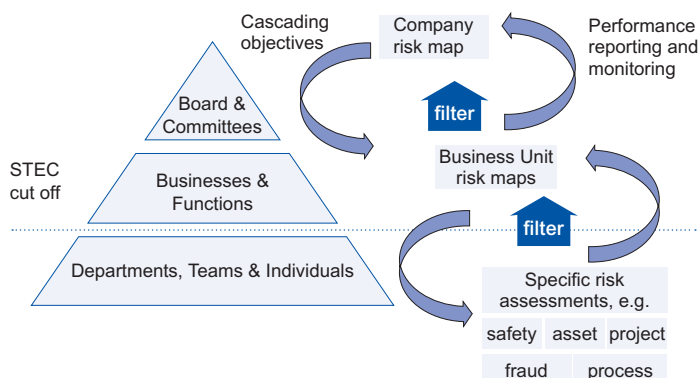 Cascading
objectives
Company
risk map
Performance
reporting and
monitoring
Board &
Committees
filter
STEC
cut off
Businesses &
Functions
Business Unit
risk maps
filter
Departments, Teams & Individuals
Specific risk
assessments, e.g.
safety asset project
fraud process